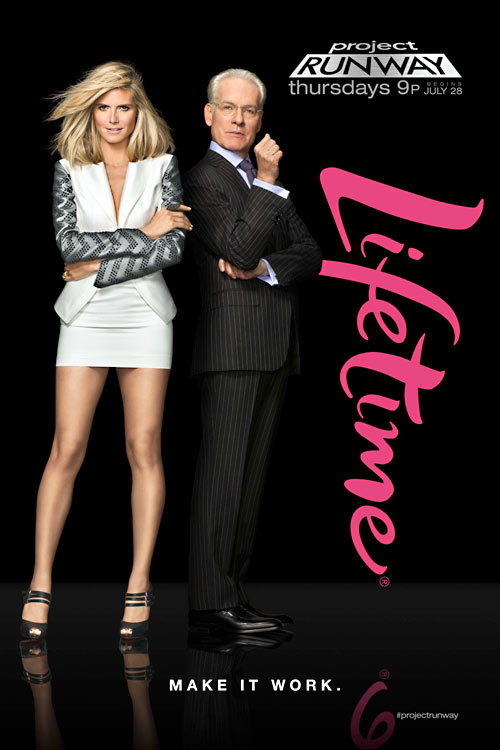 project
RUNWAY
thursdays 9P BEGINS JULY 28
Lifetime®
MAKE IT WORK.
#projectrunway